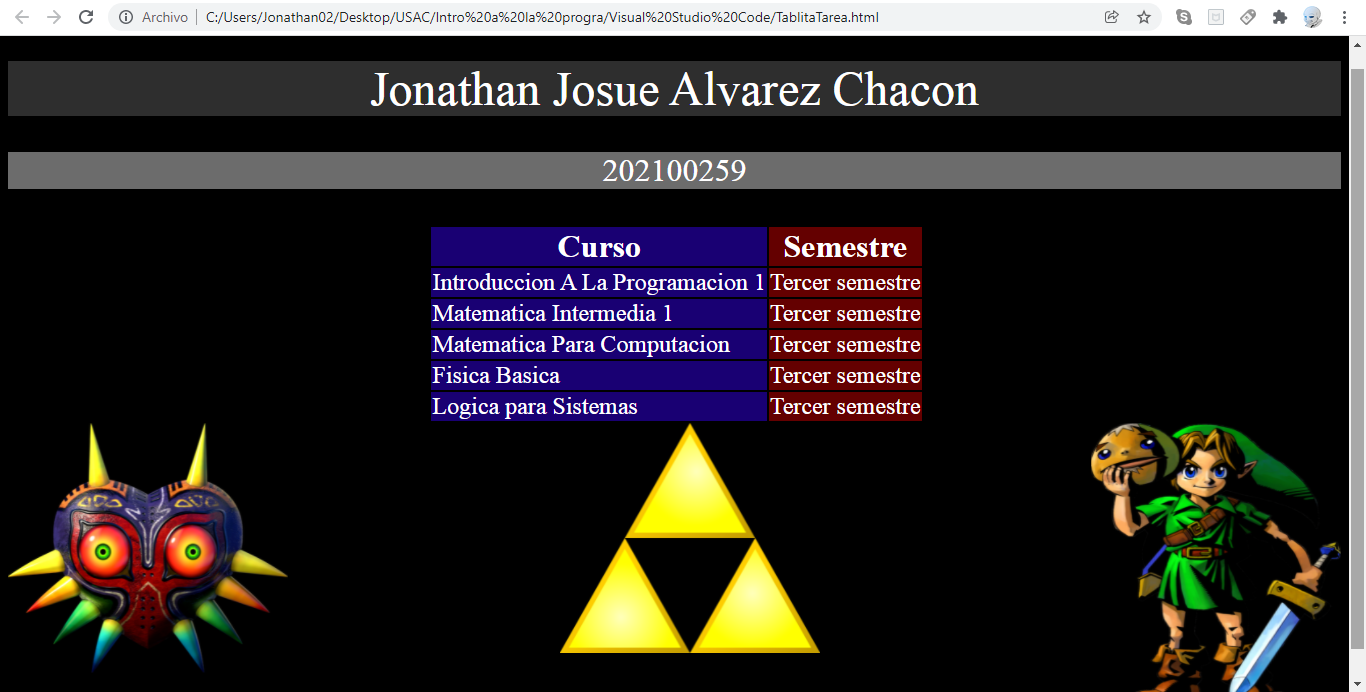 Archivo | C:/Users/Jonathan02/Desktop/USAC/Intro%20a%20la%20progra/Visual%20Studio%20Code/TablitaTarea.html
Jonathan Josue Alvarez Chacon
202100259
Curso Semestre
Introduccion A La Programacion 1 Tercer semestre
Matematica Intermedia 1 Tercer semestre
Matematica Para Computacion Tercer semestre
Fisica Basica Tercer semestre
Logica para Sistemas Tercer semestre